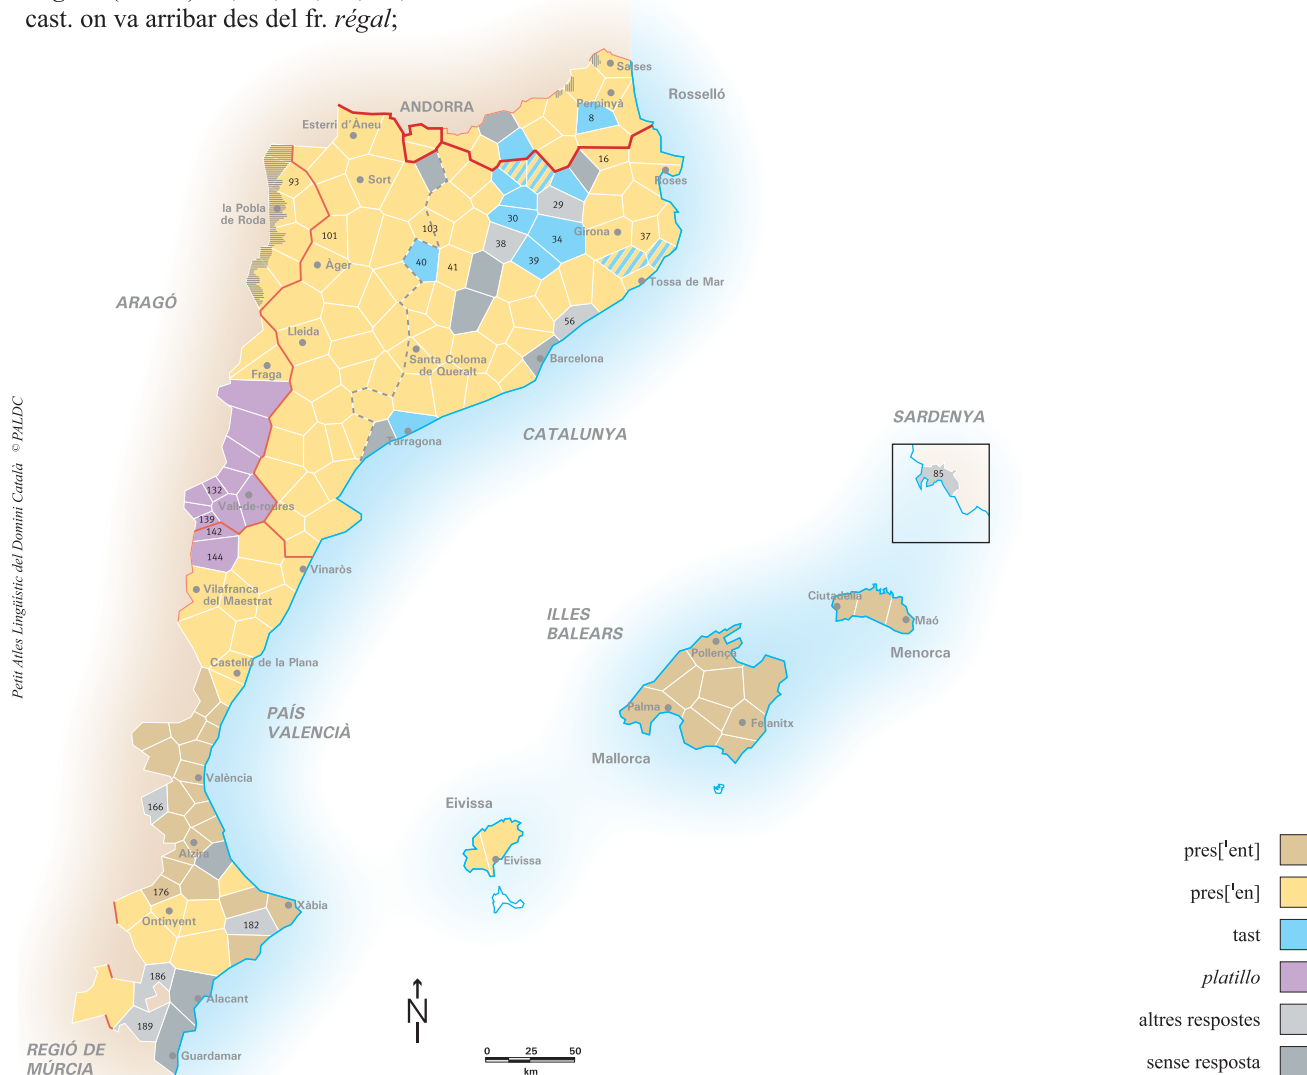 cast. on va arribar des del fr. régal;
Salses
Rosselló
ANDORRA
Perpinyà
8
Esterri d'Àneu
16
93
Sort
Roses
la Pobla
de Roda
29
30
101
103
34
Girona
37
38
40
41
39
Àger
Tossa de Mar
ARAGÓ
56
Lleida
Santa Coloma
de Queralt
Barcelona
Fraga
SARDENYA
CATALUNYA
Tarragona
85
132
Vall-de-roures
139
142
144
Vinaròs
Petit Atles Lingüístic del Domini Català © PALDC
Vilafranca
del Maestrat
ILLES
BALEARS
Ciutadella
Maó
Menorca
Pollença
Castelló de la Plana
PAÍS
VALENCIÀ
Palma
Felanitx
Mallorca
València
166
Eivissa
Alzira
Eivissa
176
Xàbia
Ontinyent
182
186
Alacant
189
N
REGIÓ DE
MÚRCIA
Guardamar
0 25 50
km
pres[ˈent]
pres[ˈen]
tast
platillo
altres respostes
sense resposta